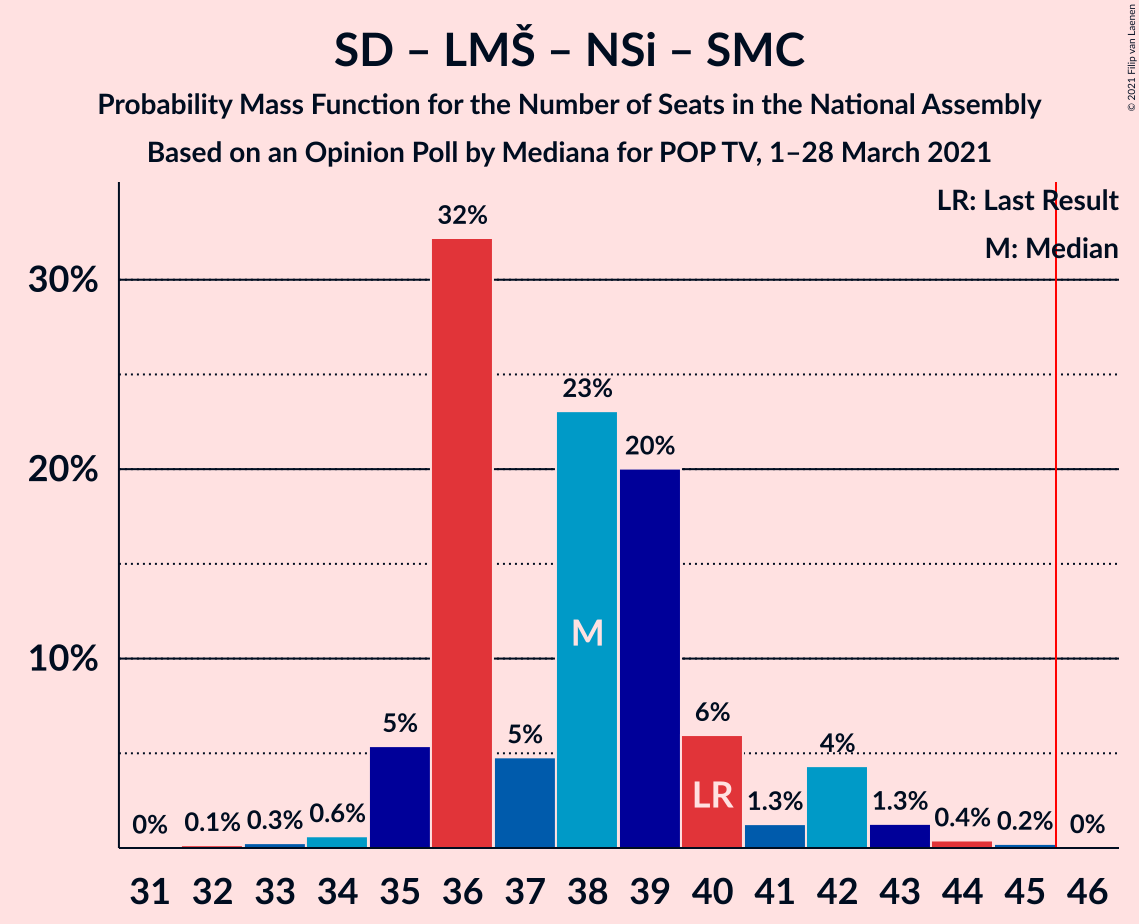 SD – LMŠ – NSi – SMC
Probability Mass Function for the Number of Seats in the National Assembly
Based on an Opinion Poll by Mediana for POP TV, 1–28 March 2021
© 2021 Filip van Laenen
LR: Last Result
M: Median
30%
20%
10%
0%
0.1%
0.3%
0.6%
5%
32%
5%
23%
20%
6%
1.3%
4%
1.3%
0.4%
0.2%
0%
M
LR
31 32 33 34 35 36 37 38 39 40 41 42 43 44 45 46